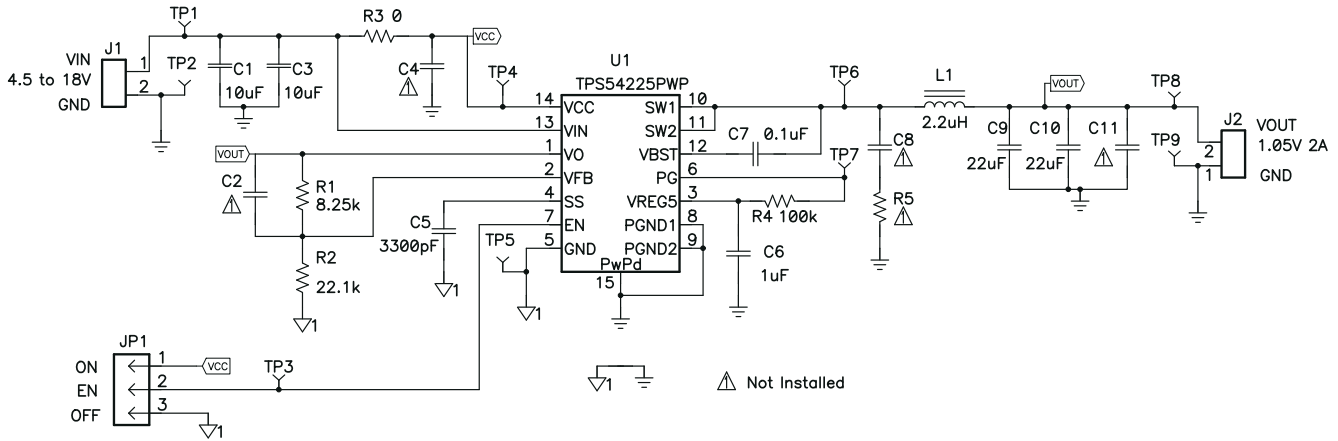 TP1
R3 0
VCC
J1
VIN
4.5 to 18V
GND
1
2
TP2
C1
10uF
C3
10uF
C4
TP4
U1
TPS54225PWP
14 VCC
13 VIN
1 VO
2 VFB
4 SS
7 EN
5 GND
SW1 10
SW2 11
VBST 12
PG 6
VREG5 3
PGND1 8
PGND2 9
PwPd
15
TP6
L1
2.2uH
VOUT
TP8
J2
VOUT
1.05V 2A
2
1
GND
TP9
C7 0.1uF
C8
C9
22uF
C10
22uF
C11
TP7
R5
R4 100k
C6
1uF
VOUT
C2
R1
8.25k
R2
22.1k
1
C5
3300pF
1
TP5
1
JP1
ON
EN
OFF
1
2
3
VCC
TP3
1
1
Not Installed